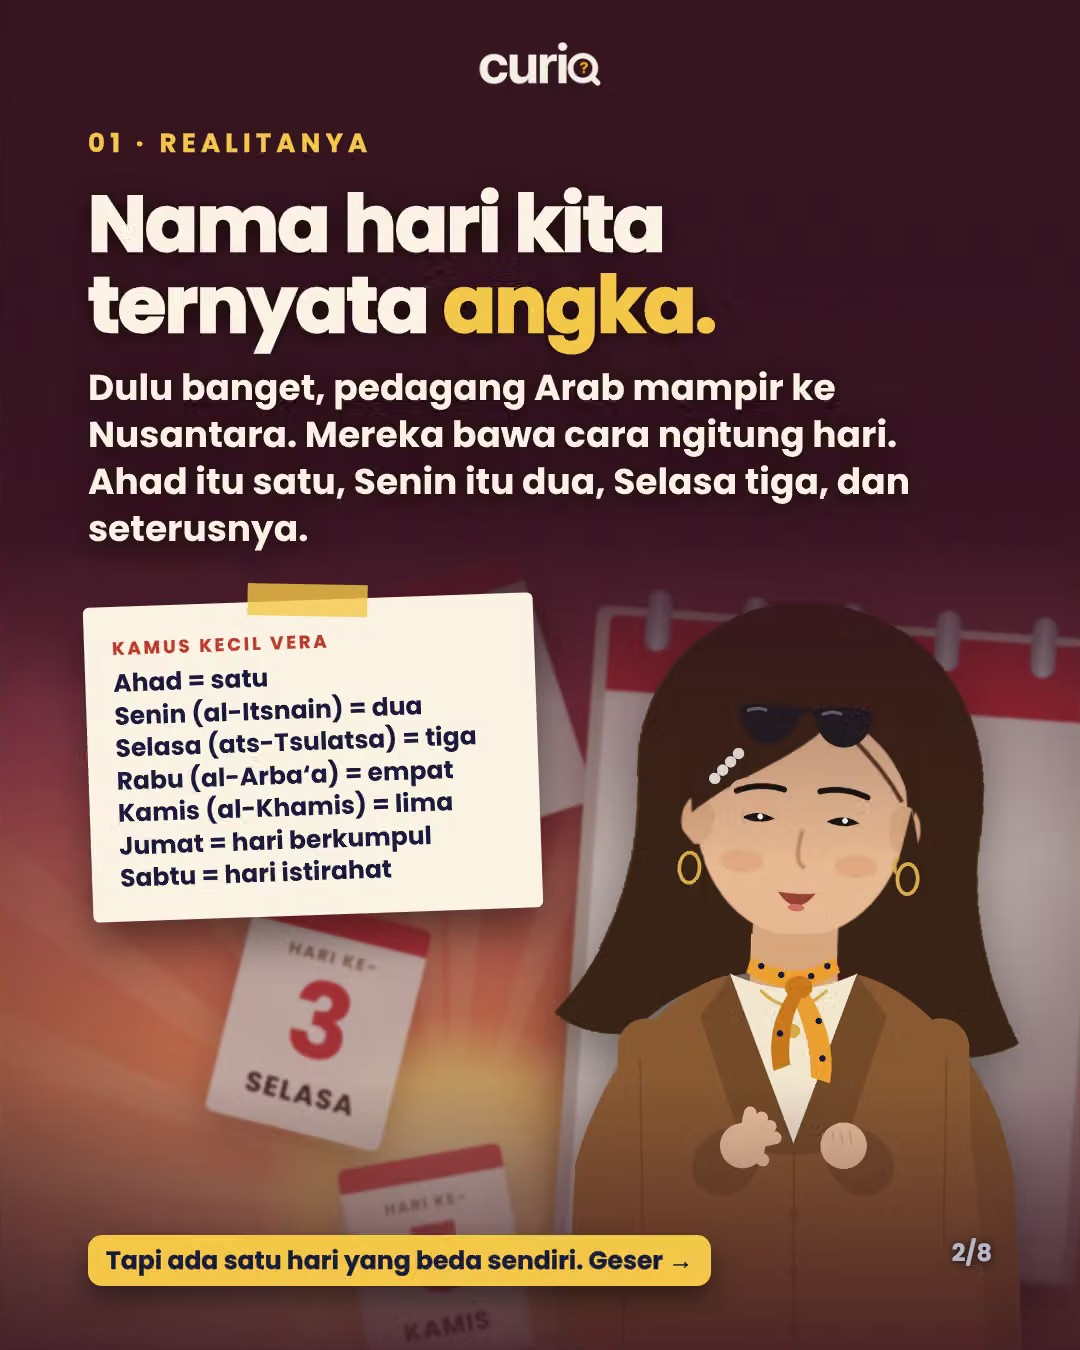 curio?
01 · REALITANYA
Nama hari kita
ternyata angka.
Dulu banget, pedagang Arab mampir ke
Nusantara. Mereka bawa cara ngitung hari.
Ahad itu satu, Senin itu dua, Selasa tiga, dan
seterusnya.
KAMUS KECIL VERA
Ahad = satu
Senin (al-Itsnain) = dua
Selasa (ats-Tsulatsa) = tiga
Rabu (al-Arba‘a) = empat
Kamis (al-Khamis) = lima
Jumat = hari berkumpul
Sabtu = hari istirahat
HARI KE-
3
SELASA
HARI KE-
KAMIS
Tapi ada satu hari yang beda sendiri. Geser →
2/8